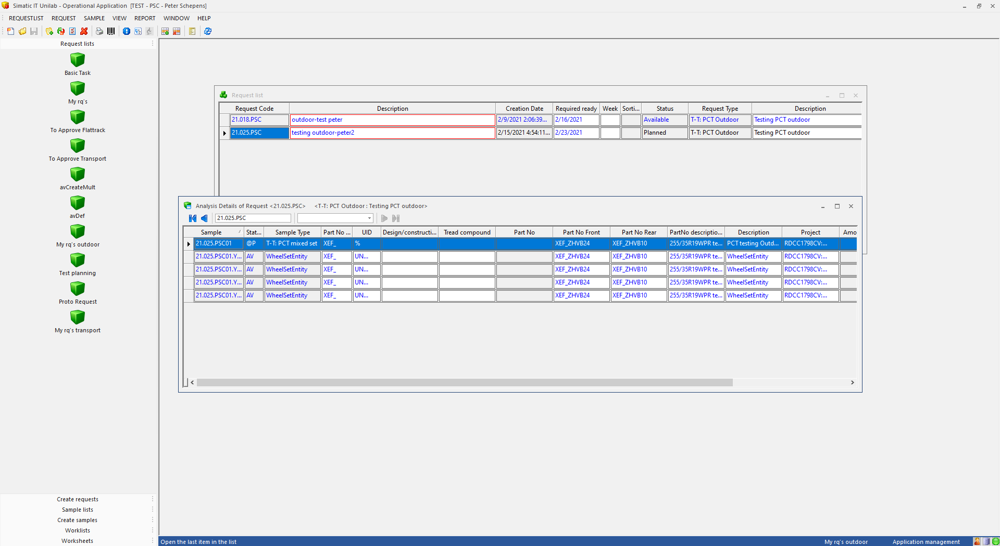 Simatic IT Unilab - Operational Application  [TEST - PSC - Peter Schepens]
REQUESTLIST REQUEST SAMPLE VIEW REPORT WINDOW HELP
Request lists
Basic Task
My rq's
To Approve Flattrack
To Approve Transport
avCreateMult
avDef
My rq's outdoor
Test planning
Proto Request
My rq's transport
Create requests
Sample lists
Create samples
Worklists
Worksheets
Request list
Request Code Description Creation Date Required ready Week Sorti... Status Request Type Description
21.018.PSC outdoor-test peter 2/9/2021 2:06:39... 2/16/2021 Available T-T: PCT Outdoor Testing PCT outdoor
21.025.PSC testing outdoor-peter2 2/15/2021 4:54:11... 2/23/2021 Planned T-T: PCT Outdoor Testing PCT outdoor
Analysis Details of Request <21.025.PSC> <T-T: PCT Outdoor : Testing PCT outdoor>
21.025.PSC
Sample Stat... Sample Type Part No ... UID Design/constructi... Tread compound Part No Part No Front Part No Rear PartNo descriptio... Description Project Amo
21.025.PSC01 @P T-T: PCT mixed set XEF_ % XEF_ZHVB24 XEF_ZHVB10 255/35R19WPR te... PCT testing Outd... RDCC1798CV:...
21.025.PSC01.Y... AV WheelSetEntity XEF_ UN... XEF_ZHVB24 XEF_ZHVB10 255/35R19WPR te... WheelSetEntity RDCC1798CV:...
21.025.PSC01.Y... AV WheelSetEntity XEF_ UN... XEF_ZHVB24 XEF_ZHVB10 255/35R19WPR te... WheelSetEntity RDCC1798CV:...
21.025.PSC01.Y... AV WheelSetEntity XEF_ UN... XEF_ZHVB24 XEF_ZHVB10 255/35R19WPR te... WheelSetEntity RDCC1798CV:...
21.025.PSC01.Y... AV WheelSetEntity XEF_ UN... XEF_ZHVB24 XEF_ZHVB10 255/35R19WPR te... WheelSetEntity RDCC1798CV:...
Open the last item in the list My rq's outdoor Application management